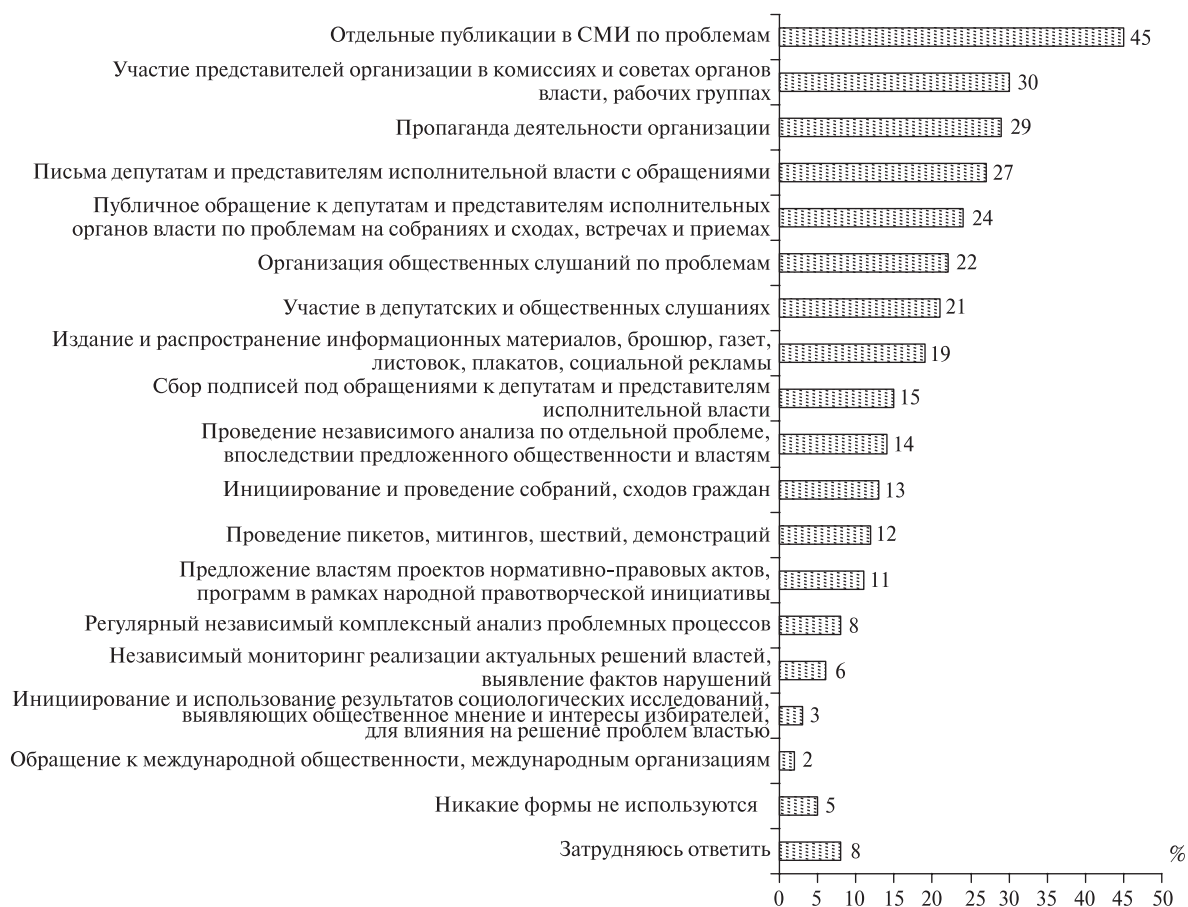 Отдельные публикации в СМИ по проблемам
45
Участие представителей организации в комиссиях и советах органов
власти, рабочих группах
30
Пропаганда деятельности организации
29
Письма депутатам и представителям исполнительной власти с обращениями
27
Публичное обращение к депутатам и представителям исполнительных
органов власти по проблемам на собраниях и сходах, встречах и приемах
24
Организация общественных слушаний по проблемам
22
Участие в депутатских и общественных слушаниях
21
Издание и распространение информационных материалов, брошюр, газет,
листовок, плакатов, социальной рекламы
19
Сбор подписей под обращениями к депутатам и представителям
исполнительной власти
15
Проведение независимого анализа по отдельной проблеме,
впоследствии предложенного общественности и властям
14
Инициирование и проведение собраний, сходов граждан
13
Проведение пикетов, митингов, шествий, демонстраций
12
Предложение властям проектов нормативно-правовых актов,
программ в рамках народной правотворческой инициативы
11
Регулярный независимый комплексный анализ проблемных процессов
8
Независимый мониторинг реализации актуальных решений властей,
выявление фактов нарушений
6
Инициирование и использование результатов социологических исследований,
выявляющих общественное мнение и интересы избирателей,
для влияния на решение проблем властью
3
Обращение к международной общественности, международным организациям
2
Никакие формы не используются
5
Затрудняюсь ответить
8
%
0 5 10 15 20 25 30 35 40 45 50